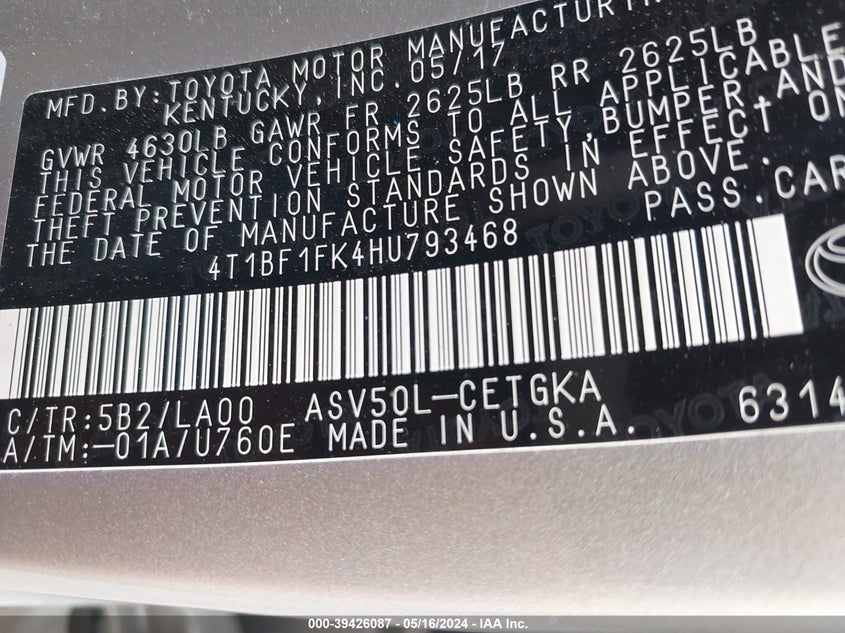 MFD. BY: TOYOTA MOTOR MANUFACTURIN
KENTUCKY, INC. 05/17
GVWR 4630LB GAWR FR 2625LB RR 2625LB
THIS VEHICLE CONFORMS TO ALL APPLICABLE
FEDERAL MOTOR VEHICLE SAFETY, BUMPER, AND
THEFT PREVENTION STANDARDS IN EFFECT ON
THE DATE OF MANUFACTURE SHOWN ABOVE.
4T1BF1FK4HU793468 PASS. CAR
C/TR:5B2/LA00 ASV50L-CETGKA
A/TM:-01A/U760E MADE IN U.S.A. 6314
000-39426087 - 05/16/2024 - IAA Inc.